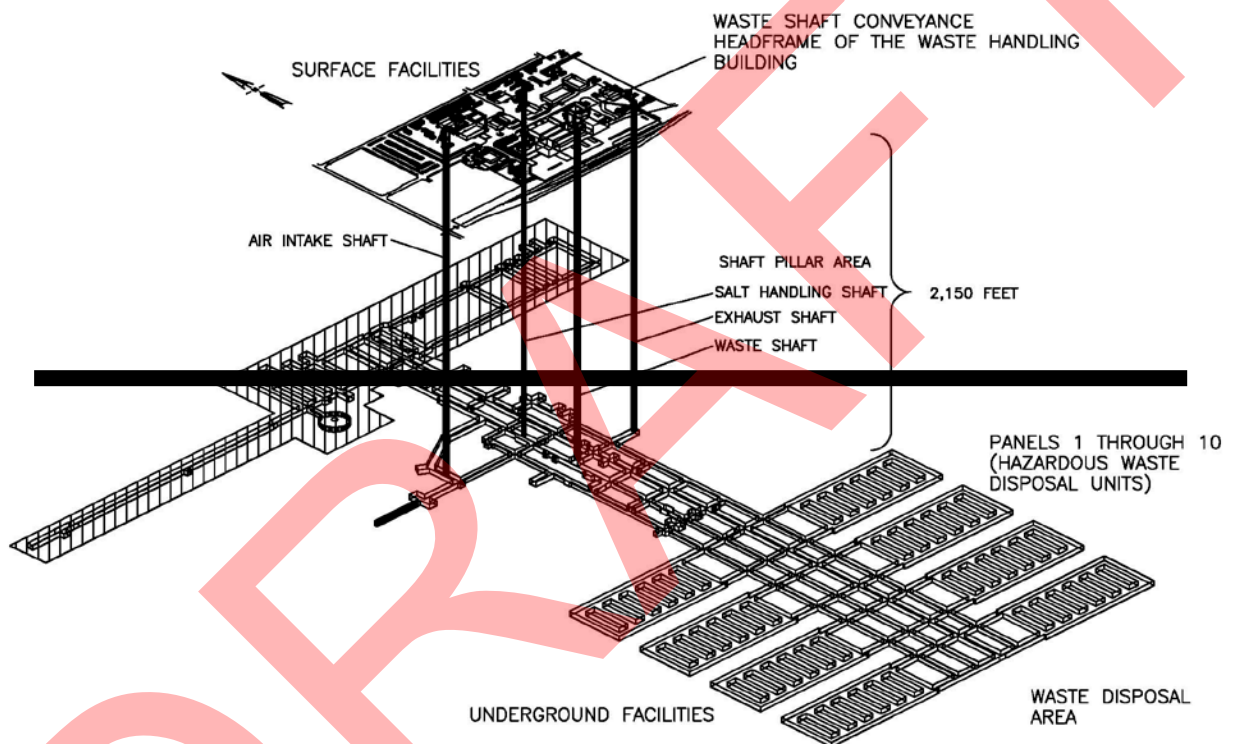 WASTE SHAFT CONVEYANCE
HEADFRAME OF THE WASTE HANDLING
BUILDING
SURFACE FACILITIES
AIR INTAKE SHAFT
SHAFT PILLAR AREA
SALT HANDLING SHAFT
EXHAUST SHAFT
WASTE SHAFT
2,150 FEET
PANELS 1 THROUGH 10
(HAZARDOUS WASTE
DISPOSAL UNITS)
WASTE DISPOSAL
AREA
UNDERGROUND FACILITIES
DRAFT